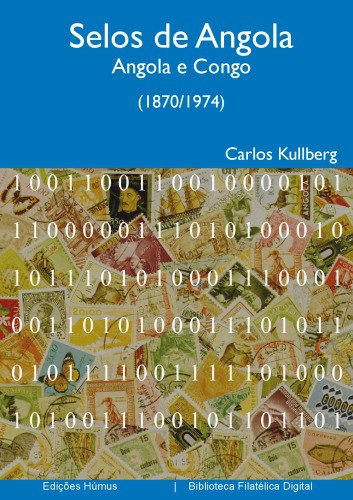 Selos de Angola
Angola e Congo
(1870/1974)
Carlos Kullberg
1001100110010000101
1100000111010100010
1011101010001110001
0011010100011101011
0101111001111101000
1010011100101101101
Edições Húmus | Biblioteca Filatélica Digital